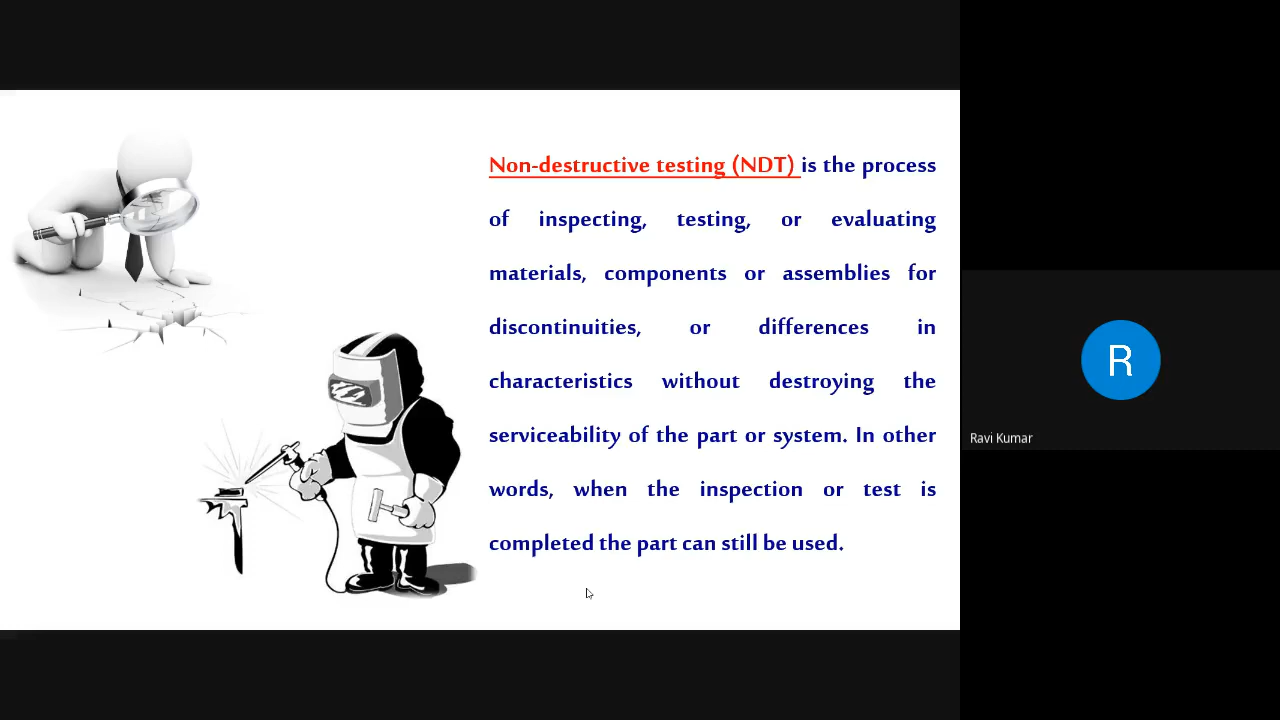 Non-destructive testing (NDT) is the process
of inspecting, testing, or evaluating
materials, components or assemblies for
discontinuities, or differences in
characteristics without destroying the
serviceability of the part or system. In other
words, when the inspection or test is
completed the part can still be used.
R
Ravi Kumar